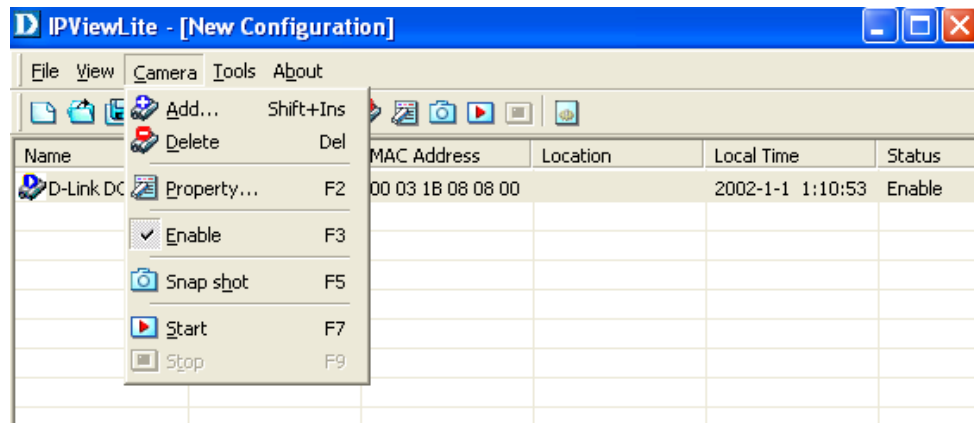 IPViewLite - [New Configuration]
File View Camera Tools About
Add... Shift+Ins
Delete Del
Name MAC Address Location Local Time Status
D-Link DC 00 03 1B 08 08 00 2002-1-1 1:10:53 Enable
Property... F2
Enable F3
Snap shot F5
Start F7
Stop F9